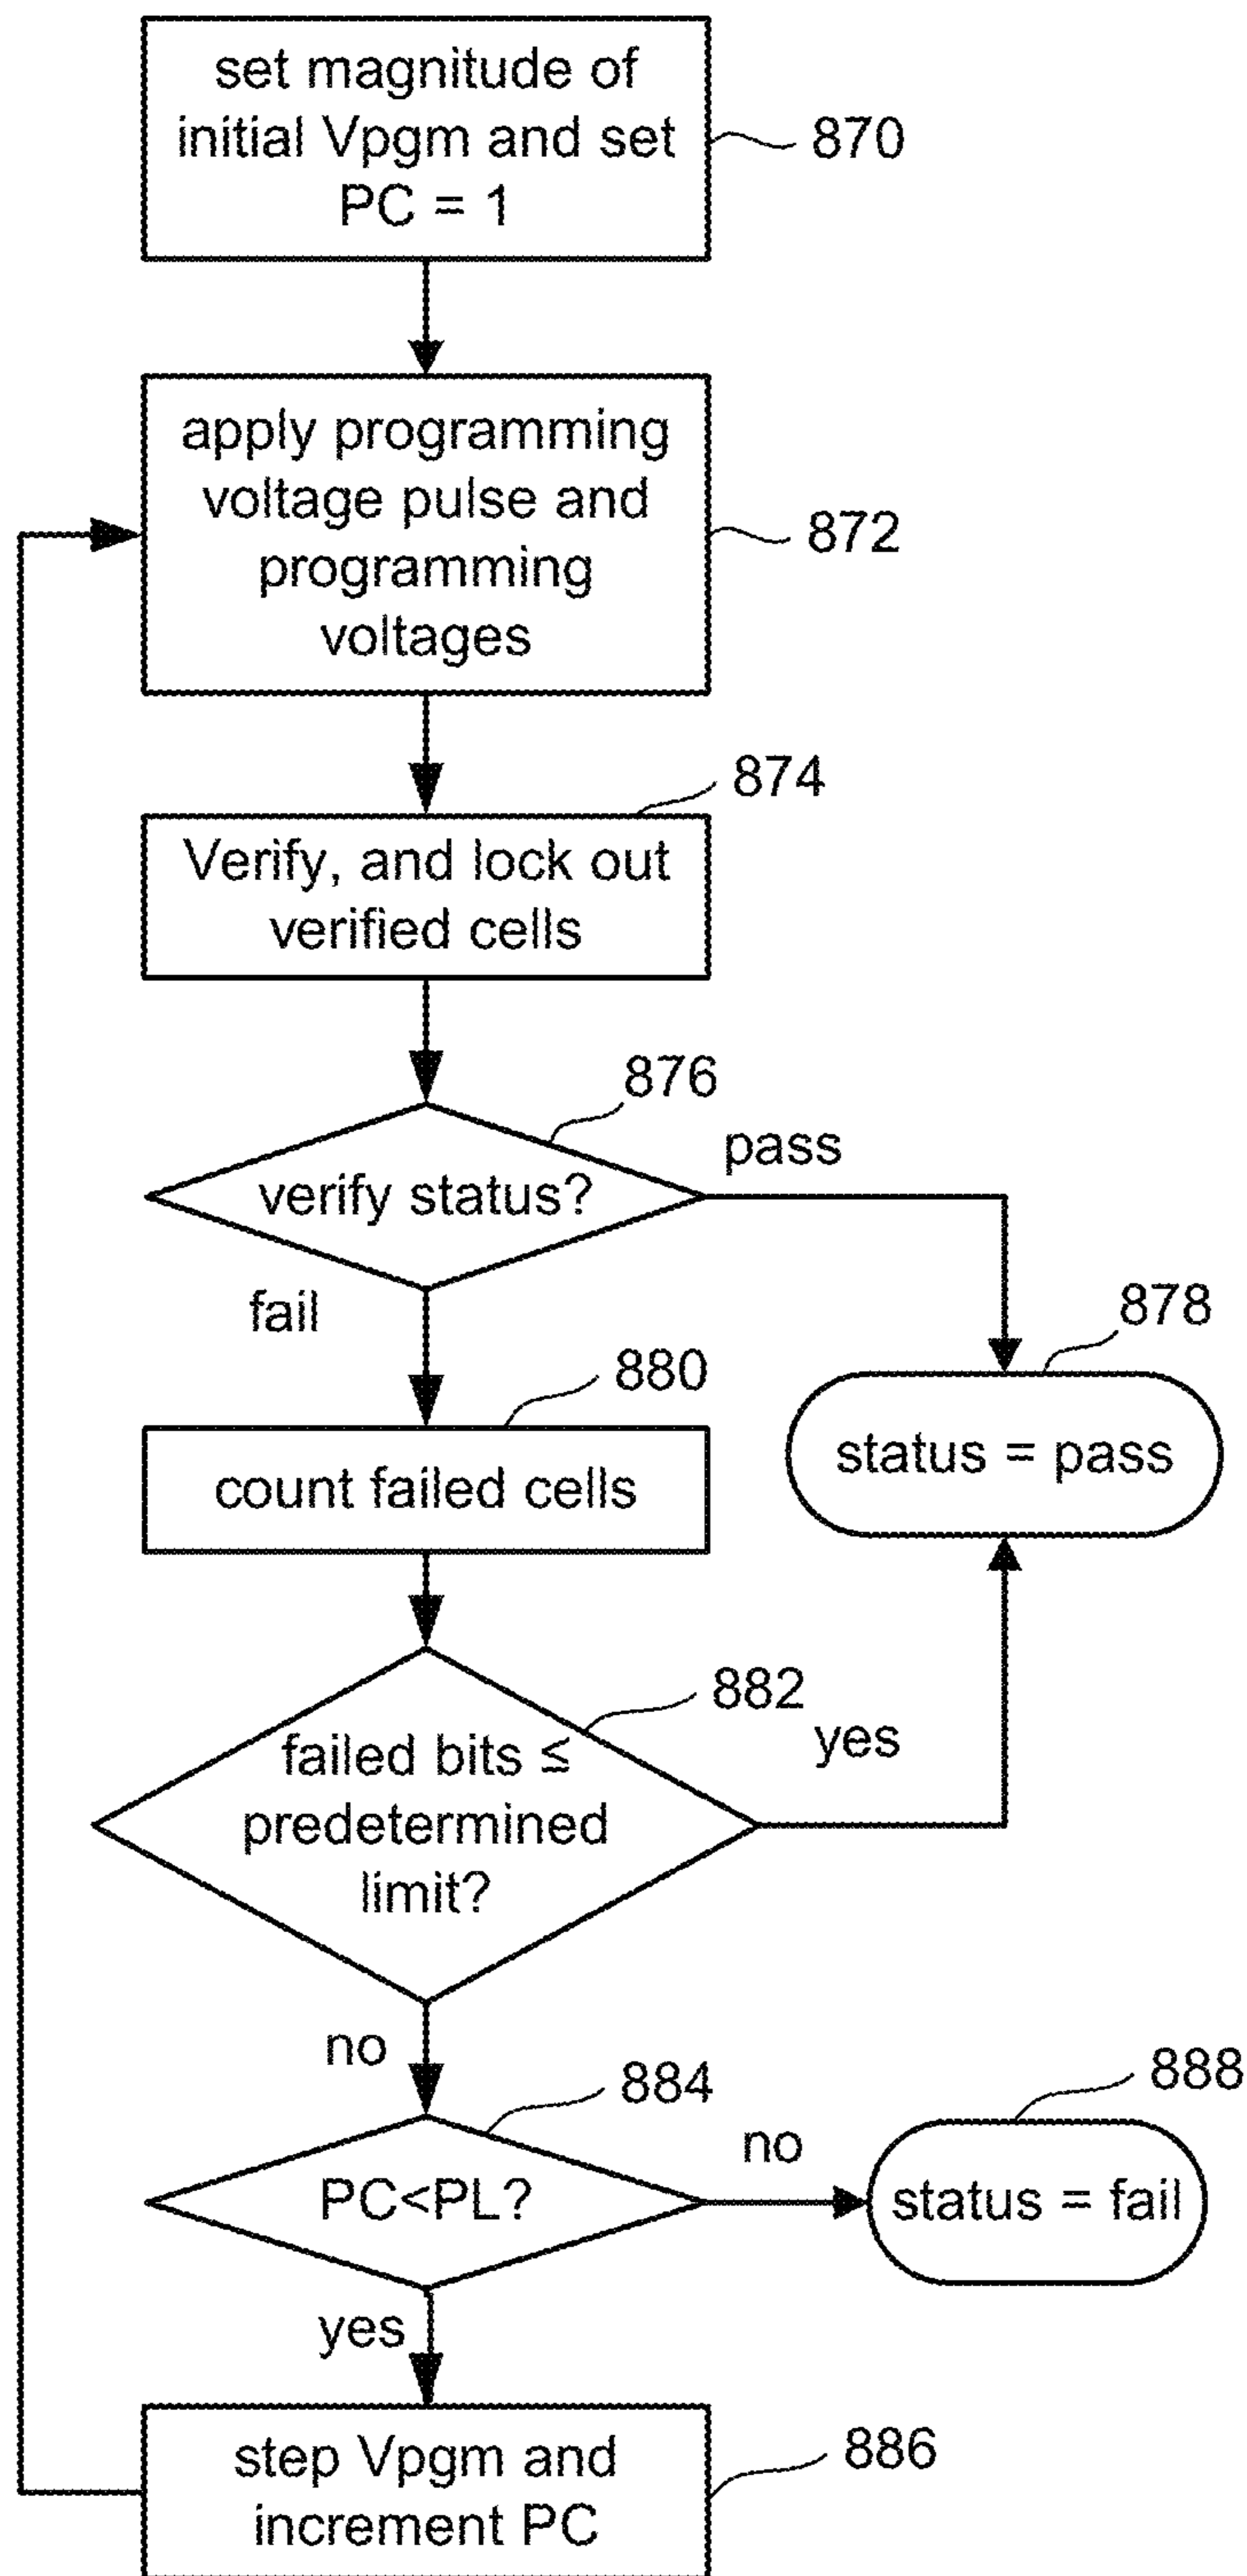 set magnitude of
initial Vpgm and set
PC = 1
870
apply programming
voltage pulse and
programming
voltages
872
874
Verify, and lock out
verified cells
876
pass
verify status?
fail
878
880
status = pass
count failed cells
882
yes
failed bits ≤
predetermined
limit?
no
884
888
no
PC<PL?
status = fail
yes
step Vpgm and
increment PC
886